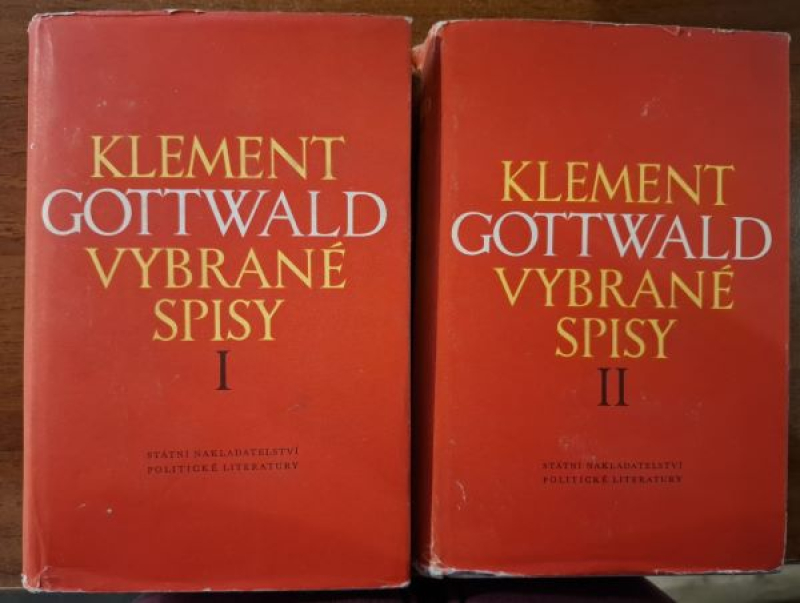 KLEMENT
GOTTWALD
VYBRANÉ
SPISY
I
STÁTNÍ NAKLADATELSTVÍ
POLITICKÉ LITERATURY
KLEMENT
GOTTWALD
VYBRANÉ
SPISY
II
STÁTNÍ NAKLADATELSTVÍ
POLITICKÉ LITERATURY